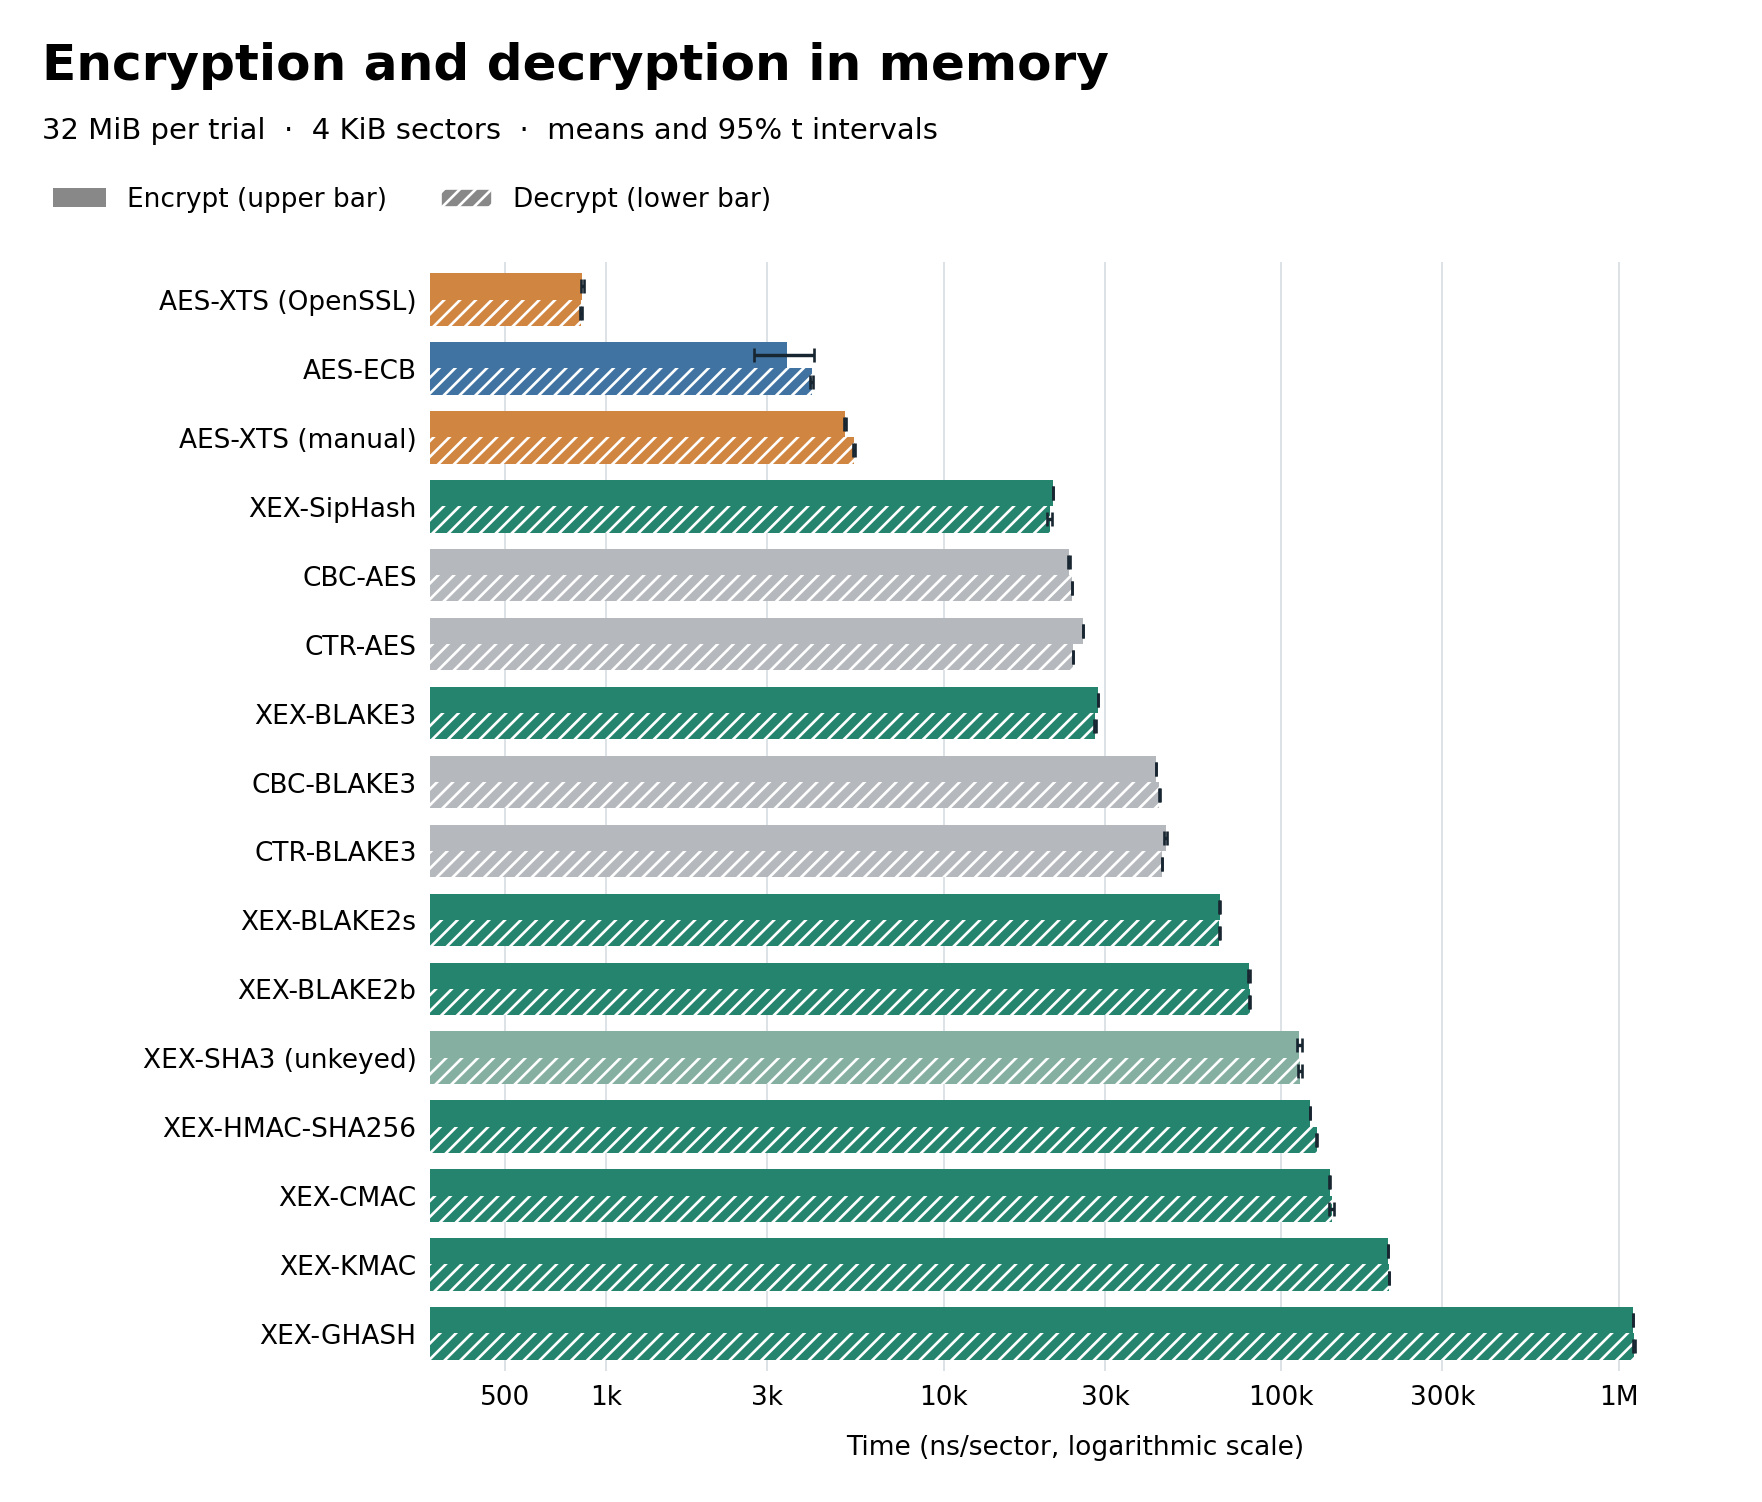 Encryption and decryption in memory
32 MiB per trial · 4 KiB sectors · means and 95% t intervals
Encrypt (upper bar) Decrypt (lower bar)
AES-XTS (OpenSSL)
AES-ECB
AES-XTS (manual)
XEX-SipHash
CBC-AES
CTR-AES
XEX-BLAKE3
CBC-BLAKE3
CTR-BLAKE3
XEX-BLAKE2s
XEX-BLAKE2b
XEX-SHA3 (unkeyed)
XEX-HMAC-SHA256
XEX-CMAC
XEX-KMAC
XEX-GHASH
500 1k 3k 10k 30k 100k 300k 1M
Time (ns/sector, logarithmic scale)